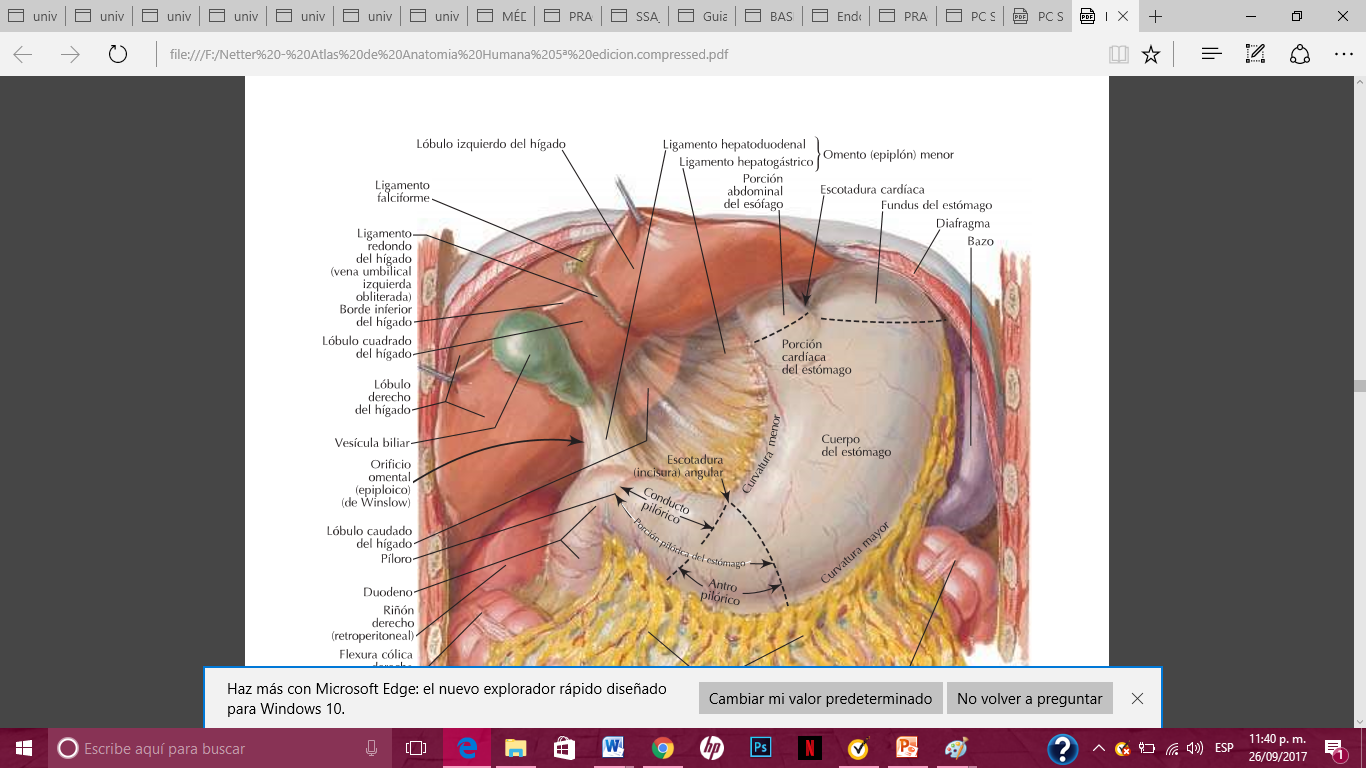 univ univ univ univ univ univ univ MÉD PRA SSA, Guia BASI Endo PRA PC S PC S
file:///F:/Netter%20-%20Atlas%20de%20Anatomia%20Humana%205ª%20edicion.compressed.pdf
Lóbulo izquierdo del hígado
Ligamento hepatoduodenal
Ligamento hepatogástrico
Omento (epiplón) menor
Ligamento
falciforme
Porción
abdominal
del esófago
Escotadura cardíaca
Fundus del estómago
Diafragma
Bazo
Ligamento
redondo
del hígado
(vena umbilical
izquierda
obliterada)
Borde inferior
del hígado
Lóbulo cuadrado
del hígado
Lóbulo
derecho
del hígado
Vesícula biliar
Orificio
omental
(epiploico)
(de Winslow)
Lóbulo caudado
del hígado
Píloro
Duodeno
Riñón
derecho
(retroperitoneal)
Flexura cólica
Porción
cardíaca
del estómago
Cuerpo
del estómago
Curvatura menor
Escotadura
(incisura) angular
Conducto
pilórico
Porción pilórica del estómago
Antro
pilórico
Curvatura mayor
Haz más con Microsoft Edge: el nuevo explorador rápido diseñado
para Windows 10.
Cambiar mi valor predeterminado
No volver a preguntar
Escribe aquí para buscar
ESP
11:40 p. m.
26/09/2017
1